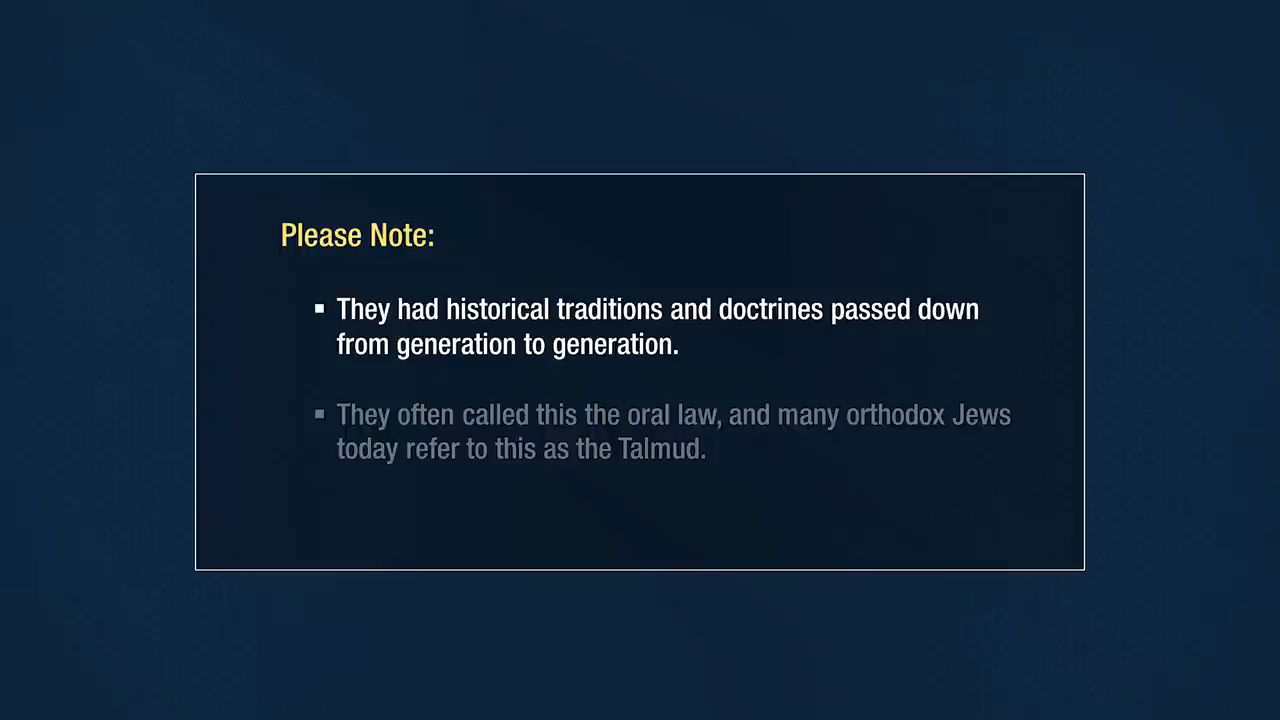 Please Note:
▪ They had historical traditions and doctrines passed down
from generation to generation.
▪ They often called this the oral law, and many orthodox Jews
today refer to this as the Talmud.